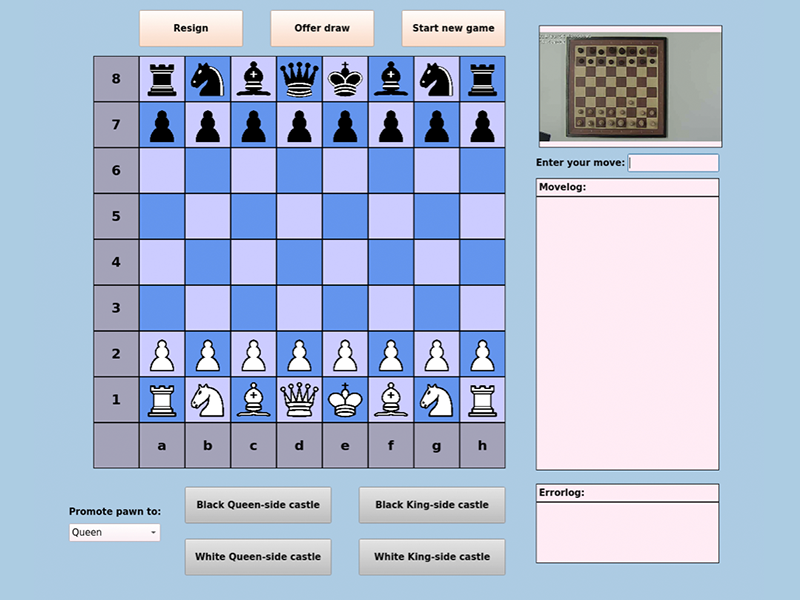 Resign
Offer draw
Start new game
8
7
6
5
4
3
2
1
a b c d e f g h
Enter your move:
Movelog:
Errorlog:
Promote pawn to:
Queen
Black Queen-side castle
Black King-side castle
White Queen-side castle
White King-side castle